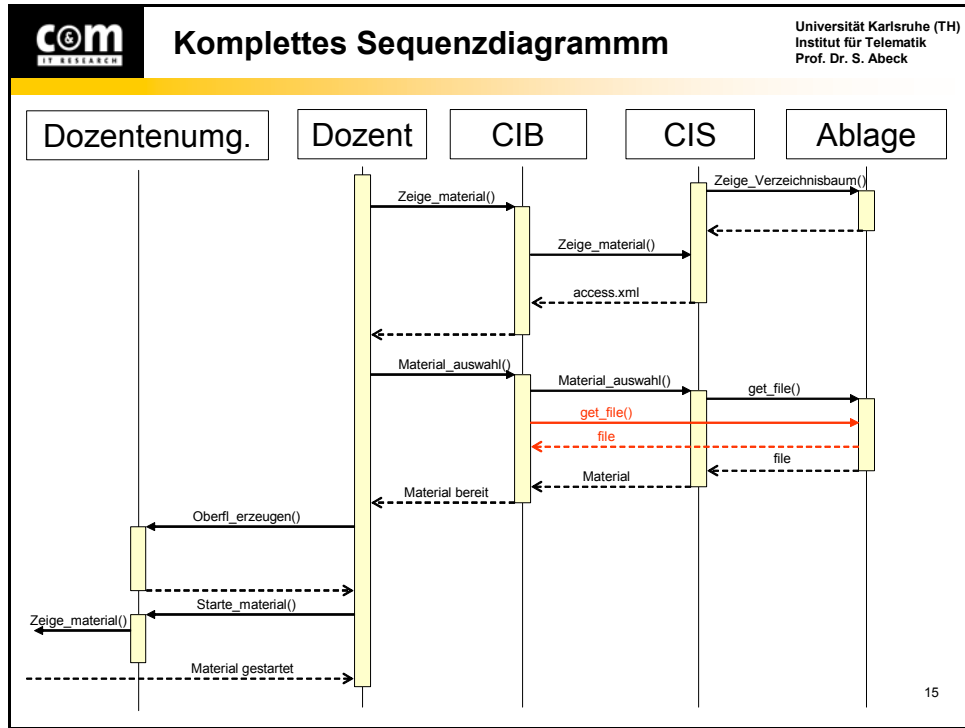 c&m
IT RESEARCH
Komplettes Sequenzdiagrammm
Universität Karlsruhe (TH)
Institut für Telematik
Prof. Dr. S. Abeck
Dozentenumg.
Dozent
CIB
CIS
Ablage
Zeige_Verzeichnisbaum()
Zeige_material()
Zeige_material()
access.xml
Material_auswahl()
Material_auswahl()
get_file()
get_file()
file
file
Material
Material bereit
Oberfl_erzeugen()
Starte_material()
Zeige_material()
Material gestartet
15